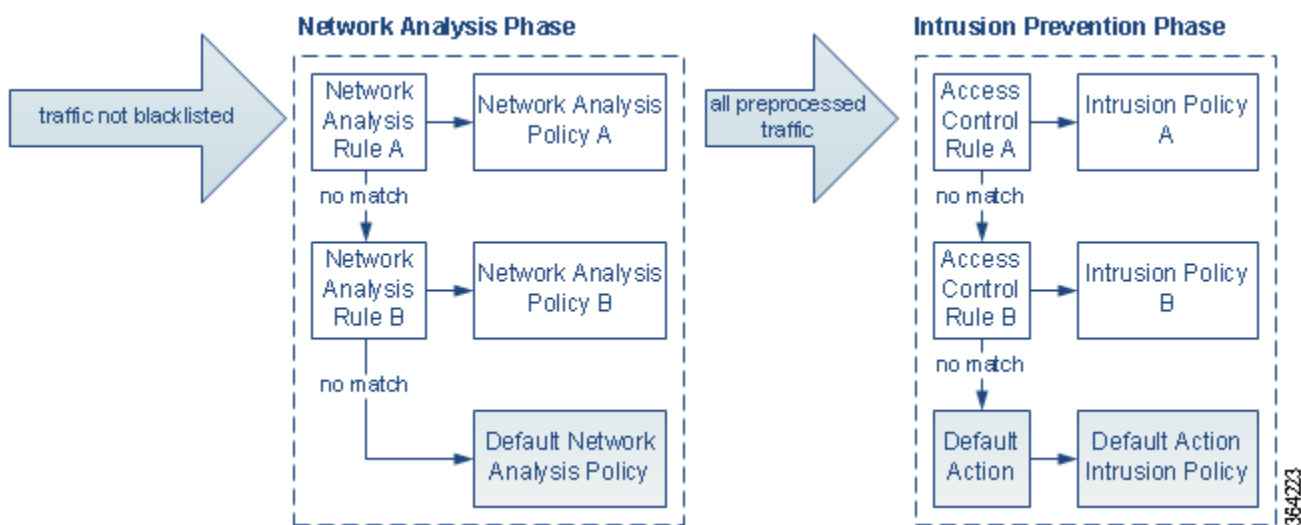 Network Analysis Phase
Intrusion Prevention Phase
traffic not blacklisted
Network
Analysis
Rule A
Network Analysis
Policy A
all preprocessed
traffic
Access
Control
Rule A
Intrusion Policy
A
no match
no match
Network
Analysis
Rule B
Network Analysis
Policy B
Access
Control
Rule B
Intrusion Policy
B
no match
no match
Default Network
Analysis Policy
Default
Action
Default Action
Intrusion Policy
364223